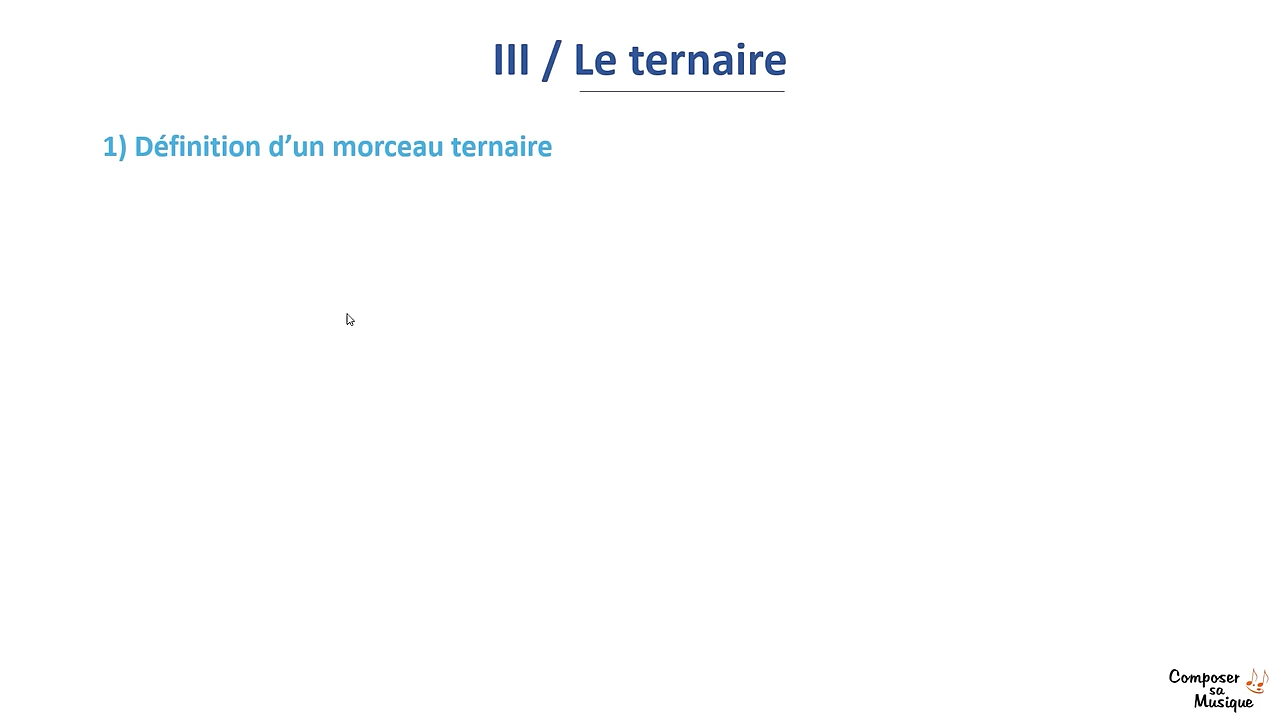 III / Le ternaire
1) Définition d’un morceau ternaire
Composer
sa
Musique